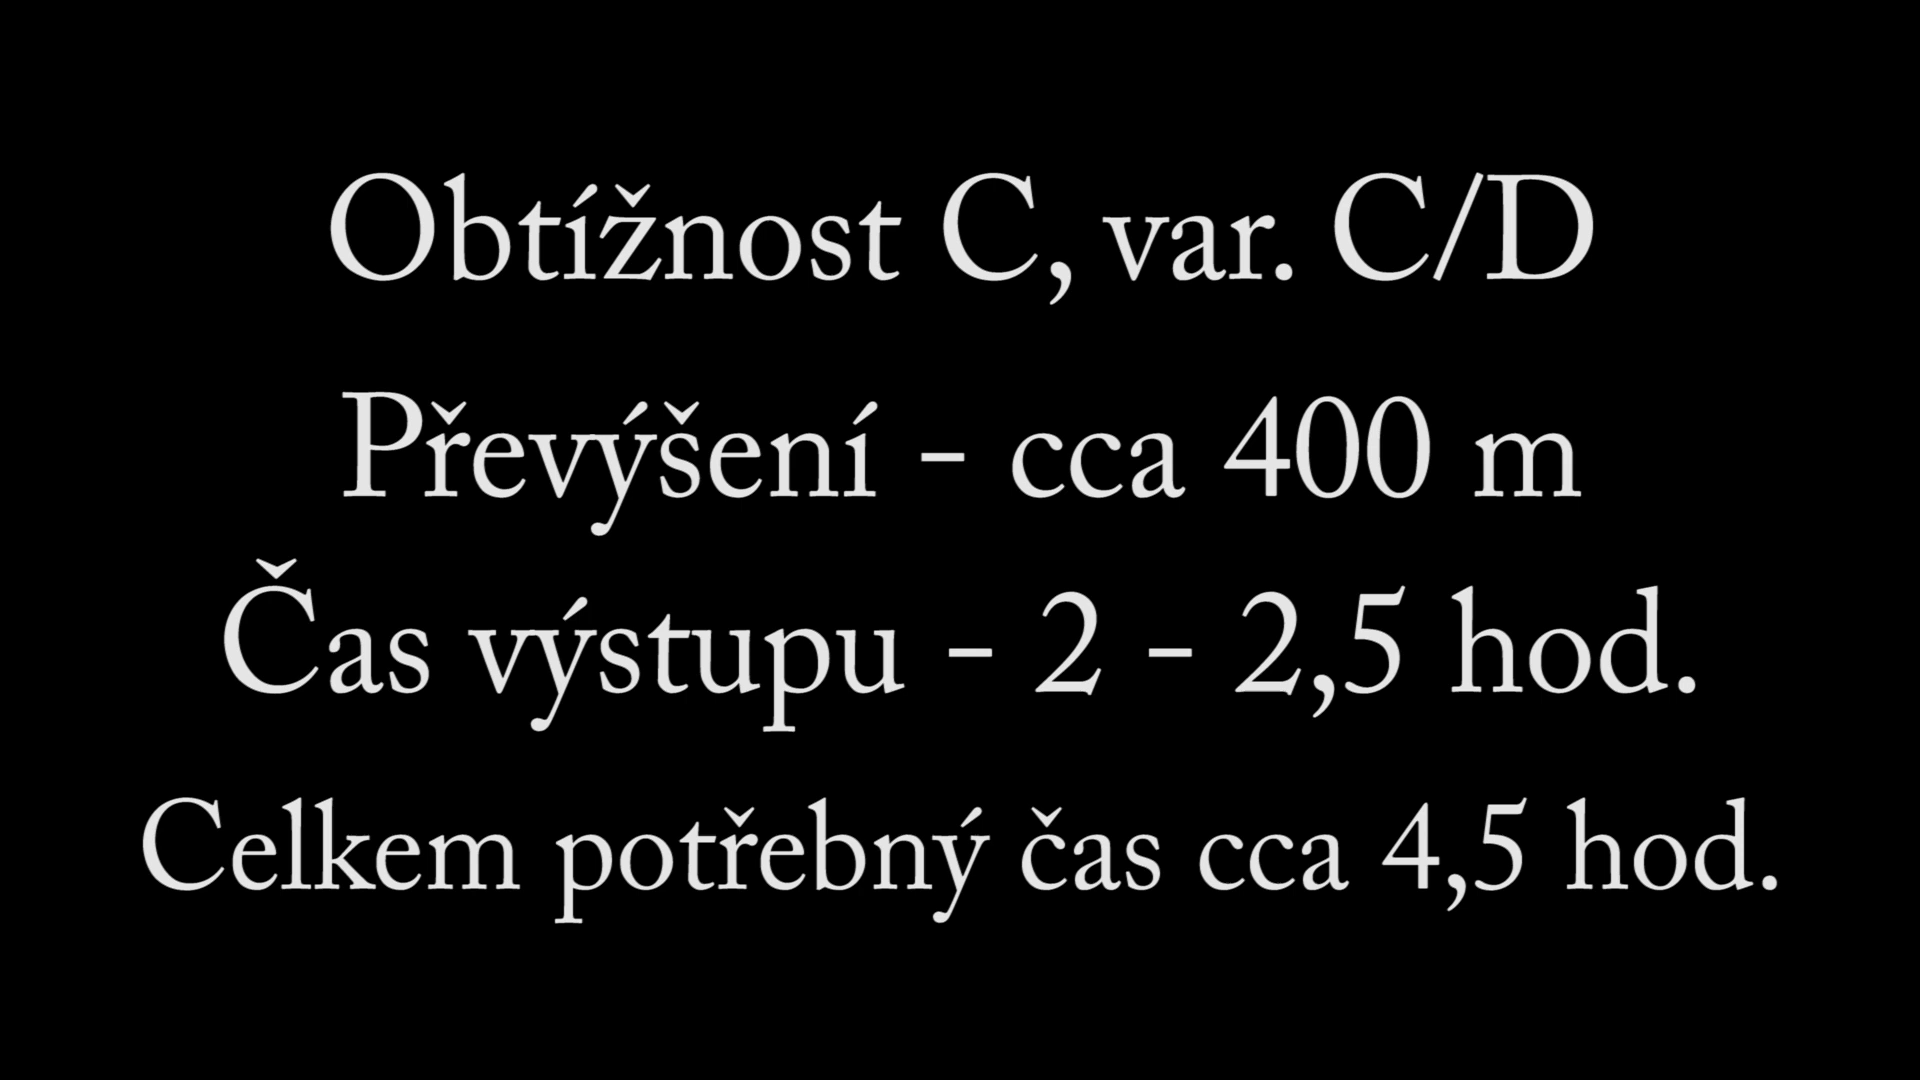 Obtížnost C, var. C/D
Převýšení - cca 400 m
Čas výstupu - 2 - 2,5 hod.
Celkem potřebný čas cca 4,5 hod.